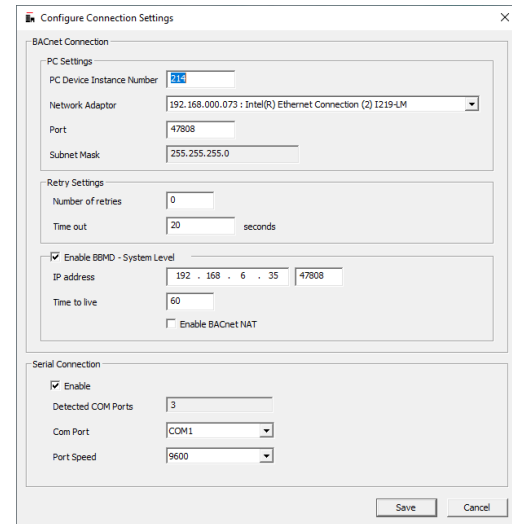 Configure Connection Settings
BACnet Connection
PC Settings
PC Device Instance Number 214
Network Adaptor 192.168.000.073 : Intel(R) Ethernet Connection (2) I219-LM
Port 47808
Subnet Mask 255.255.255.0
Retry Settings
Number of retries 0
Time out 20 seconds
Enable BBMD - System Level
IP address 192 . 168 . 6 . 35 47808
Time to live 60
Enable BACnet NAT
Serial Connection
Enable
Detected COM Ports 3
Com Port COM1
Port Speed 9600
Save Cancel